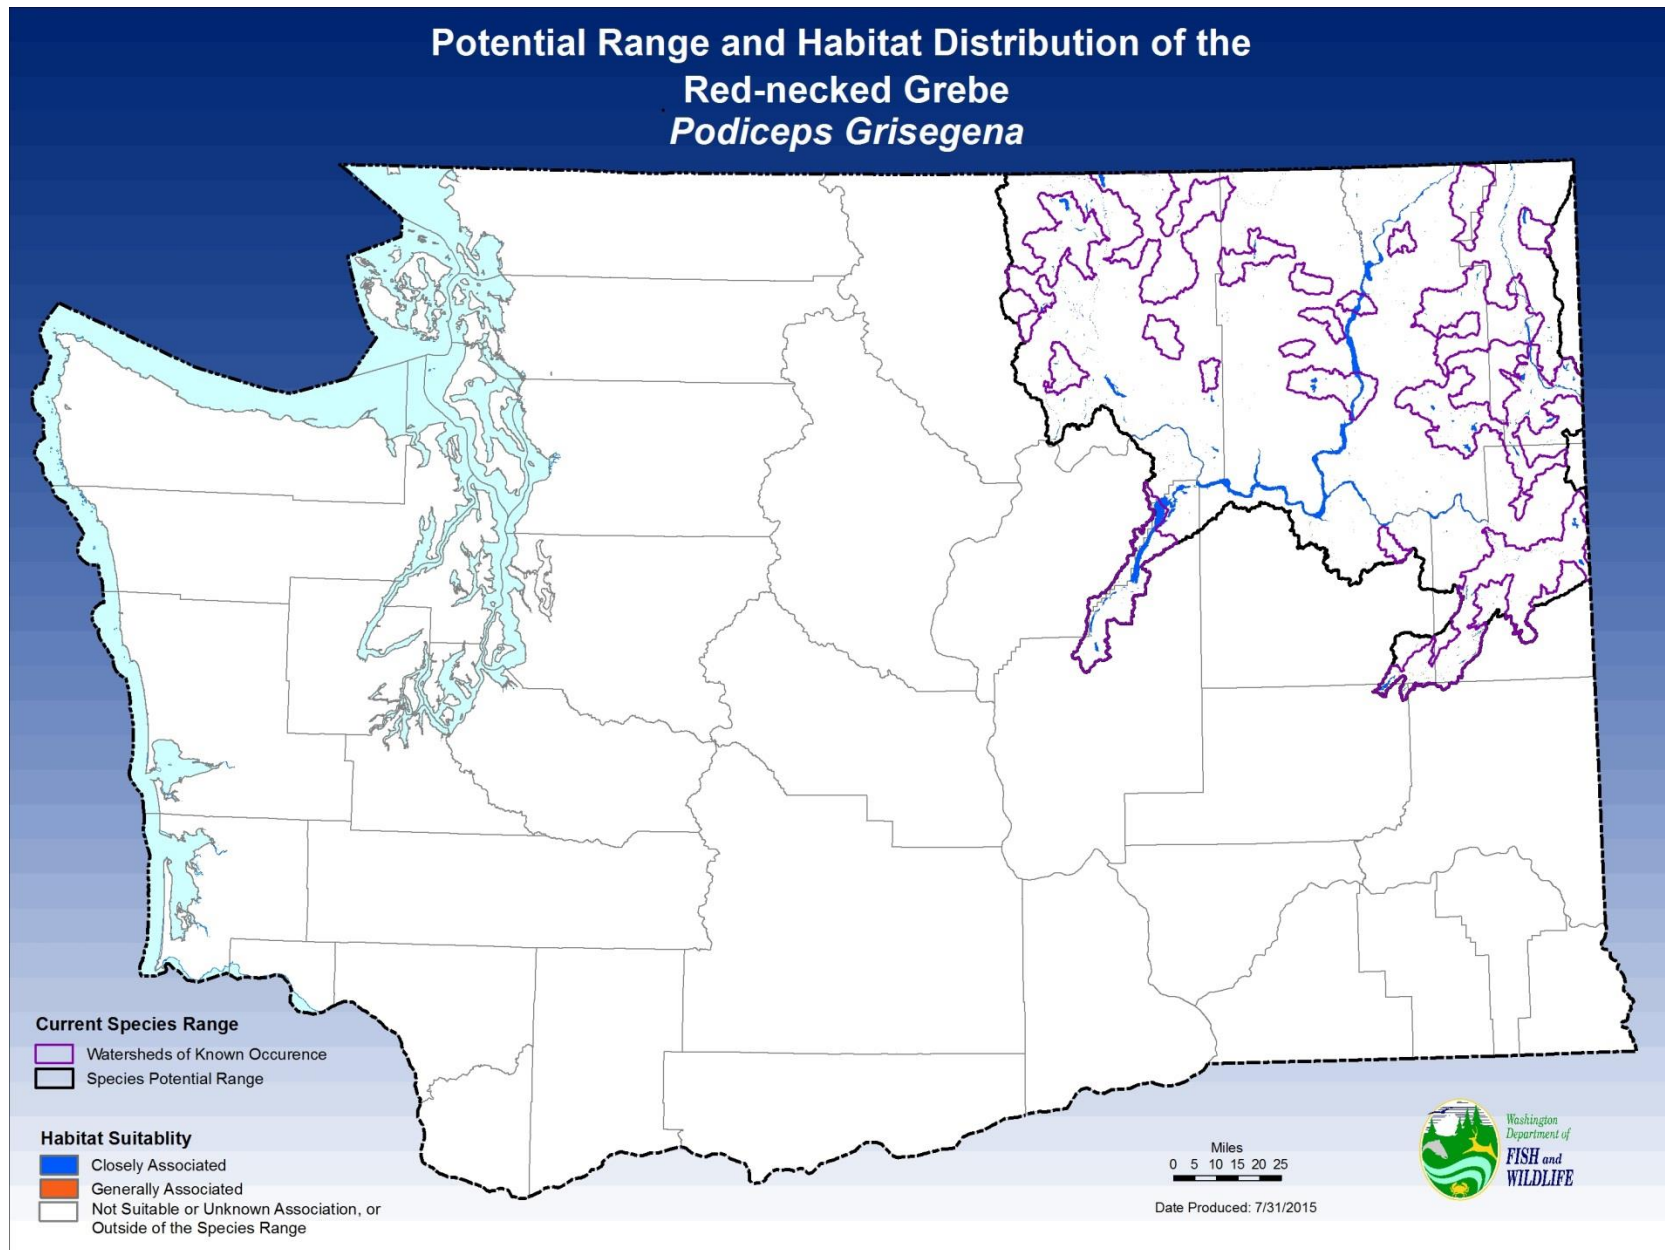 Potential Range and Habitat Distribution of the
Red-necked Grebe
Podiceps Grisegena
Current Species Range
Watersheds of Known Occurence
Species Potential Range
Habitat Suitablity
Closely Associated
Generally Associated
Not Suitable or Unknown Association, or
Outside of the Species Range
Miles
0 5 10 15 20 25
Date Produced: 7/31/2015
Washington
Department of
FISH and
WILDLIFE